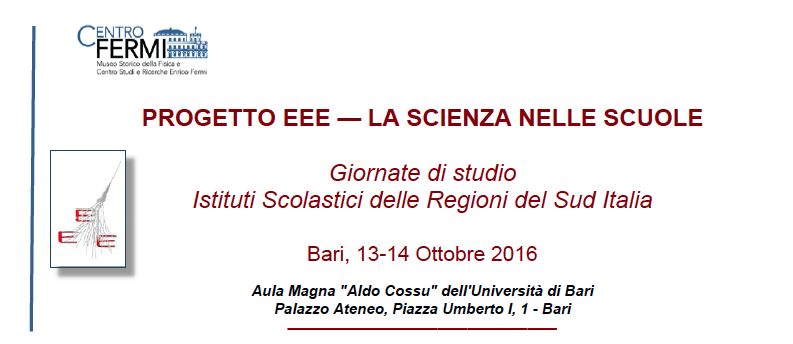 CENTRO
FERMI
Museo Storico della Fisica e
Centro Studi e Ricerche Enrico Fermi
PROGETTO EEE — LA SCIENZA NELLE SCUOLE
Giornate di studio
Istituti Scolastici delle Regioni del Sud Italia
E
E E
Bari, 13-14 Ottobre 2016
Aula Magna "Aldo Cossu" dell'Università di Bari
Palazzo Ateneo, Piazza Umberto I, 1 - Bari